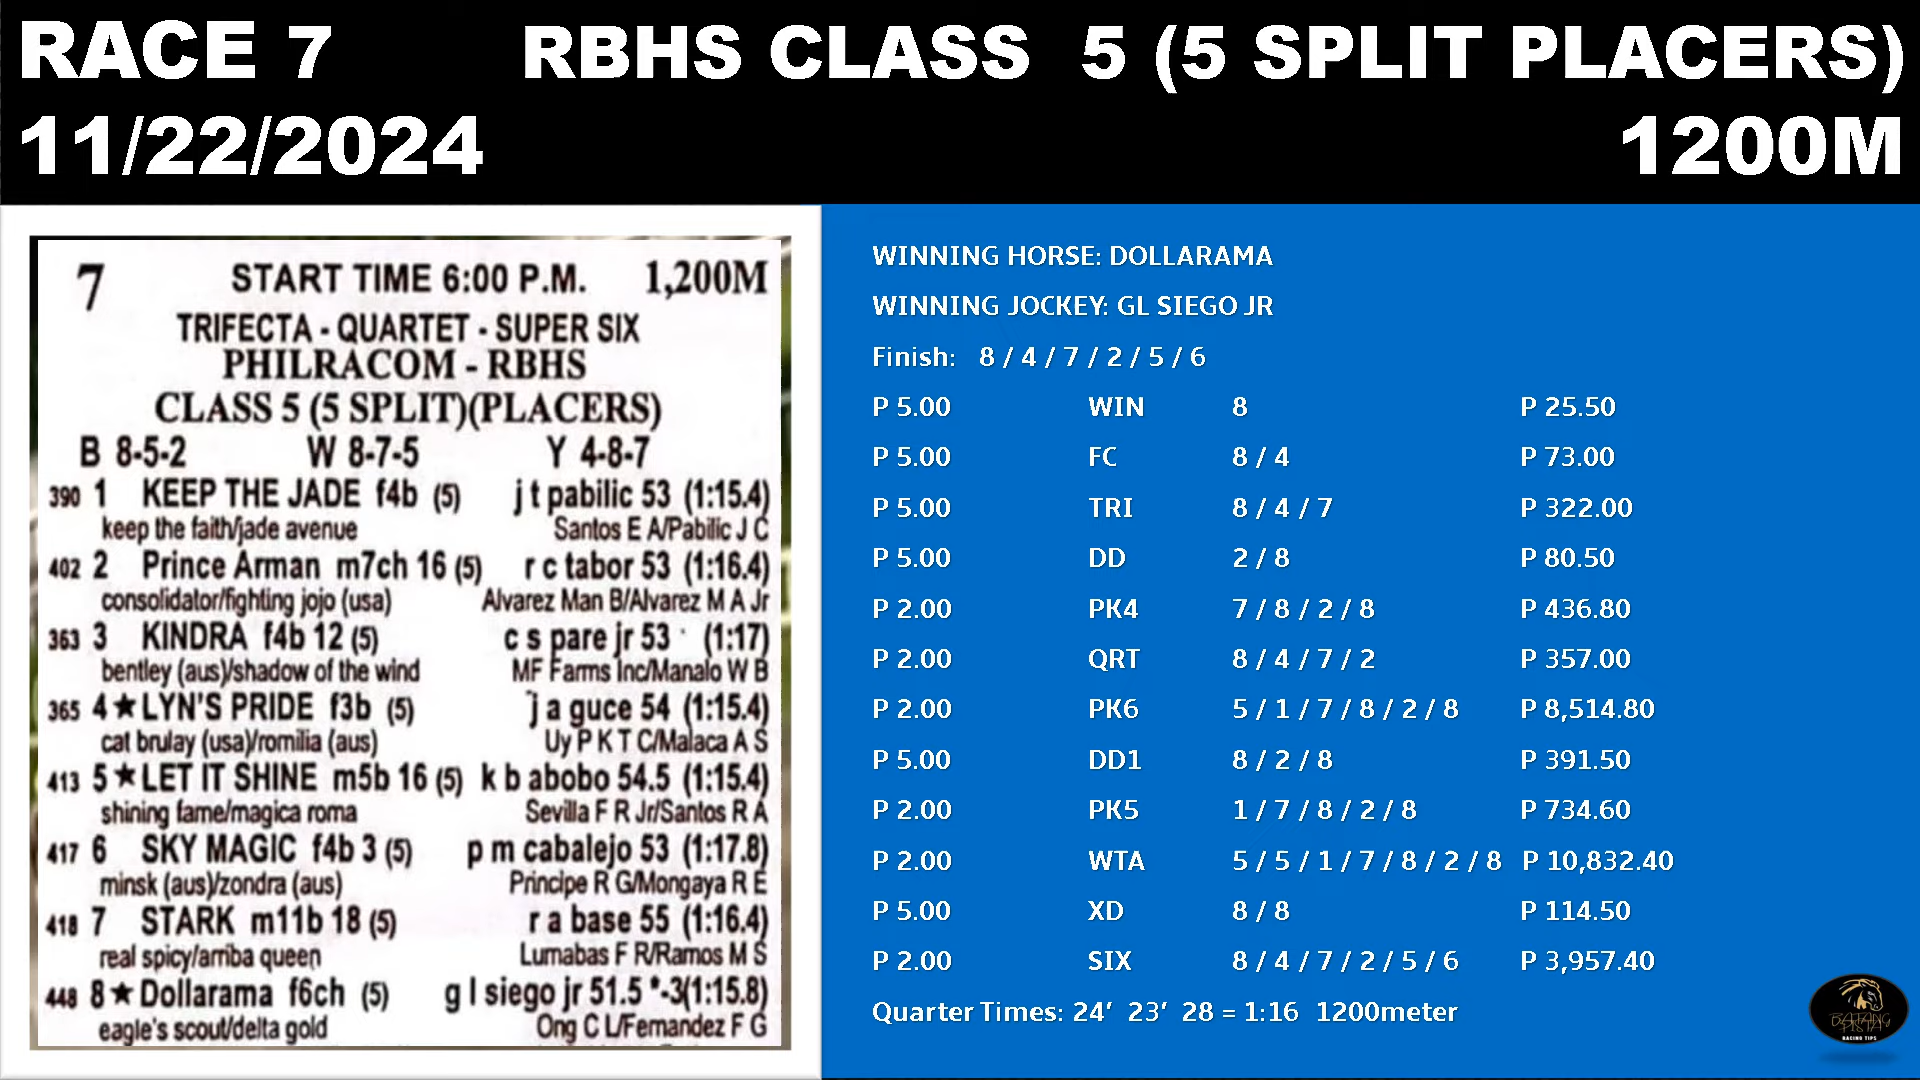 RACE 7 RBHS CLASS 5 (5 SPLIT PLACERS)
11/22/2024 1200M
7 START TIME 6:00 P.M. 1,200M
TRIFECTA - QUARTET - SUPER SIX
PHILRACOM - RBHS
CLASS 5 (5 SPLIT)(PLACERS)
B 8-5-2 W 8-7-5 Y 4-8-7
390 1 KEEP THE JADE f4b (5) j t pabilic 53 (1:15.4)
keep the faith/jade avenue Santos E A/Pabilic J C
402 2 Prince Arman m7ch 16 (5) r c tabor 53 (1:16.4)
consolidator/fighting jojo (usa) Alvarez Man B/Alvarez M A Jr
363 3 KINDRA f4b 12 (5) c s pare jr 53 (1:17)
bentley (aus)/shadow of the wind MF Farms Inc/Manalo W B
365 4 ★ LYN'S PRIDE f3b (5) j a guce 54 (1:15.4)
cat brulay (usa)/romilia (aus) Uy P K T C/Malaca A S
413 5 ★ LET IT SHINE m5b 16 (5) k b abobo 54.5 (1:15.4)
shining fame/magica roma Sevilla F R Jr/Santos R A
417 6 SKY MAGIC f4b 3 (5) p m cabalejo 53 (1:17.8)
minsk (aus)/zondra (aus) Principe R G/Mongaya R E
418 7 STARK m11b 18 (5) r a base 55 (1:16.4)
real spicy/arriba queen Lumabas F R/Ramos M S
448 8 ★ Dollarama f6ch (5) g l siego jr 51.5 *-3(1:15.8)
eagle's scout/delta gold Ong C L/Fernandez F G
WINNING HORSE: DOLLARAMA
WINNING JOCKEY: GL SIEGO JR
Finish: 8 / 4 / 7 / 2 / 5 / 6
P 5.00 WIN 8 P 25.50
P 5.00 FC 8 / 4 P 73.00
P 5.00 TRI 8 / 4 / 7 P 322.00
P 5.00 DD 2 / 8 P 80.50
P 2.00 PK4 7 / 8 / 2 / 8 P 436.80
P 2.00 QRT 8 / 4 / 7 / 2 P 357.00
P 2.00 PK6 5 / 1 / 7 / 8 / 2 / 8 P 8,514.80
P 5.00 DD1 8 / 2 / 8 P 391.50
P 2.00 PK5 1 / 7 / 8 / 2 / 8 P 734.60
P 2.00 WTA 5 / 5 / 1 / 7 / 8 / 2 / 8 P 10,832.40
P 5.00 XD 8 / 8 P 114.50
P 2.00 SIX 8 / 4 / 7 / 2 / 5 / 6 P 3,957.40
Quarter Times: 24' 23' 28 = 1:16 1200meter
BATANG
PISTA
RACING TIPS